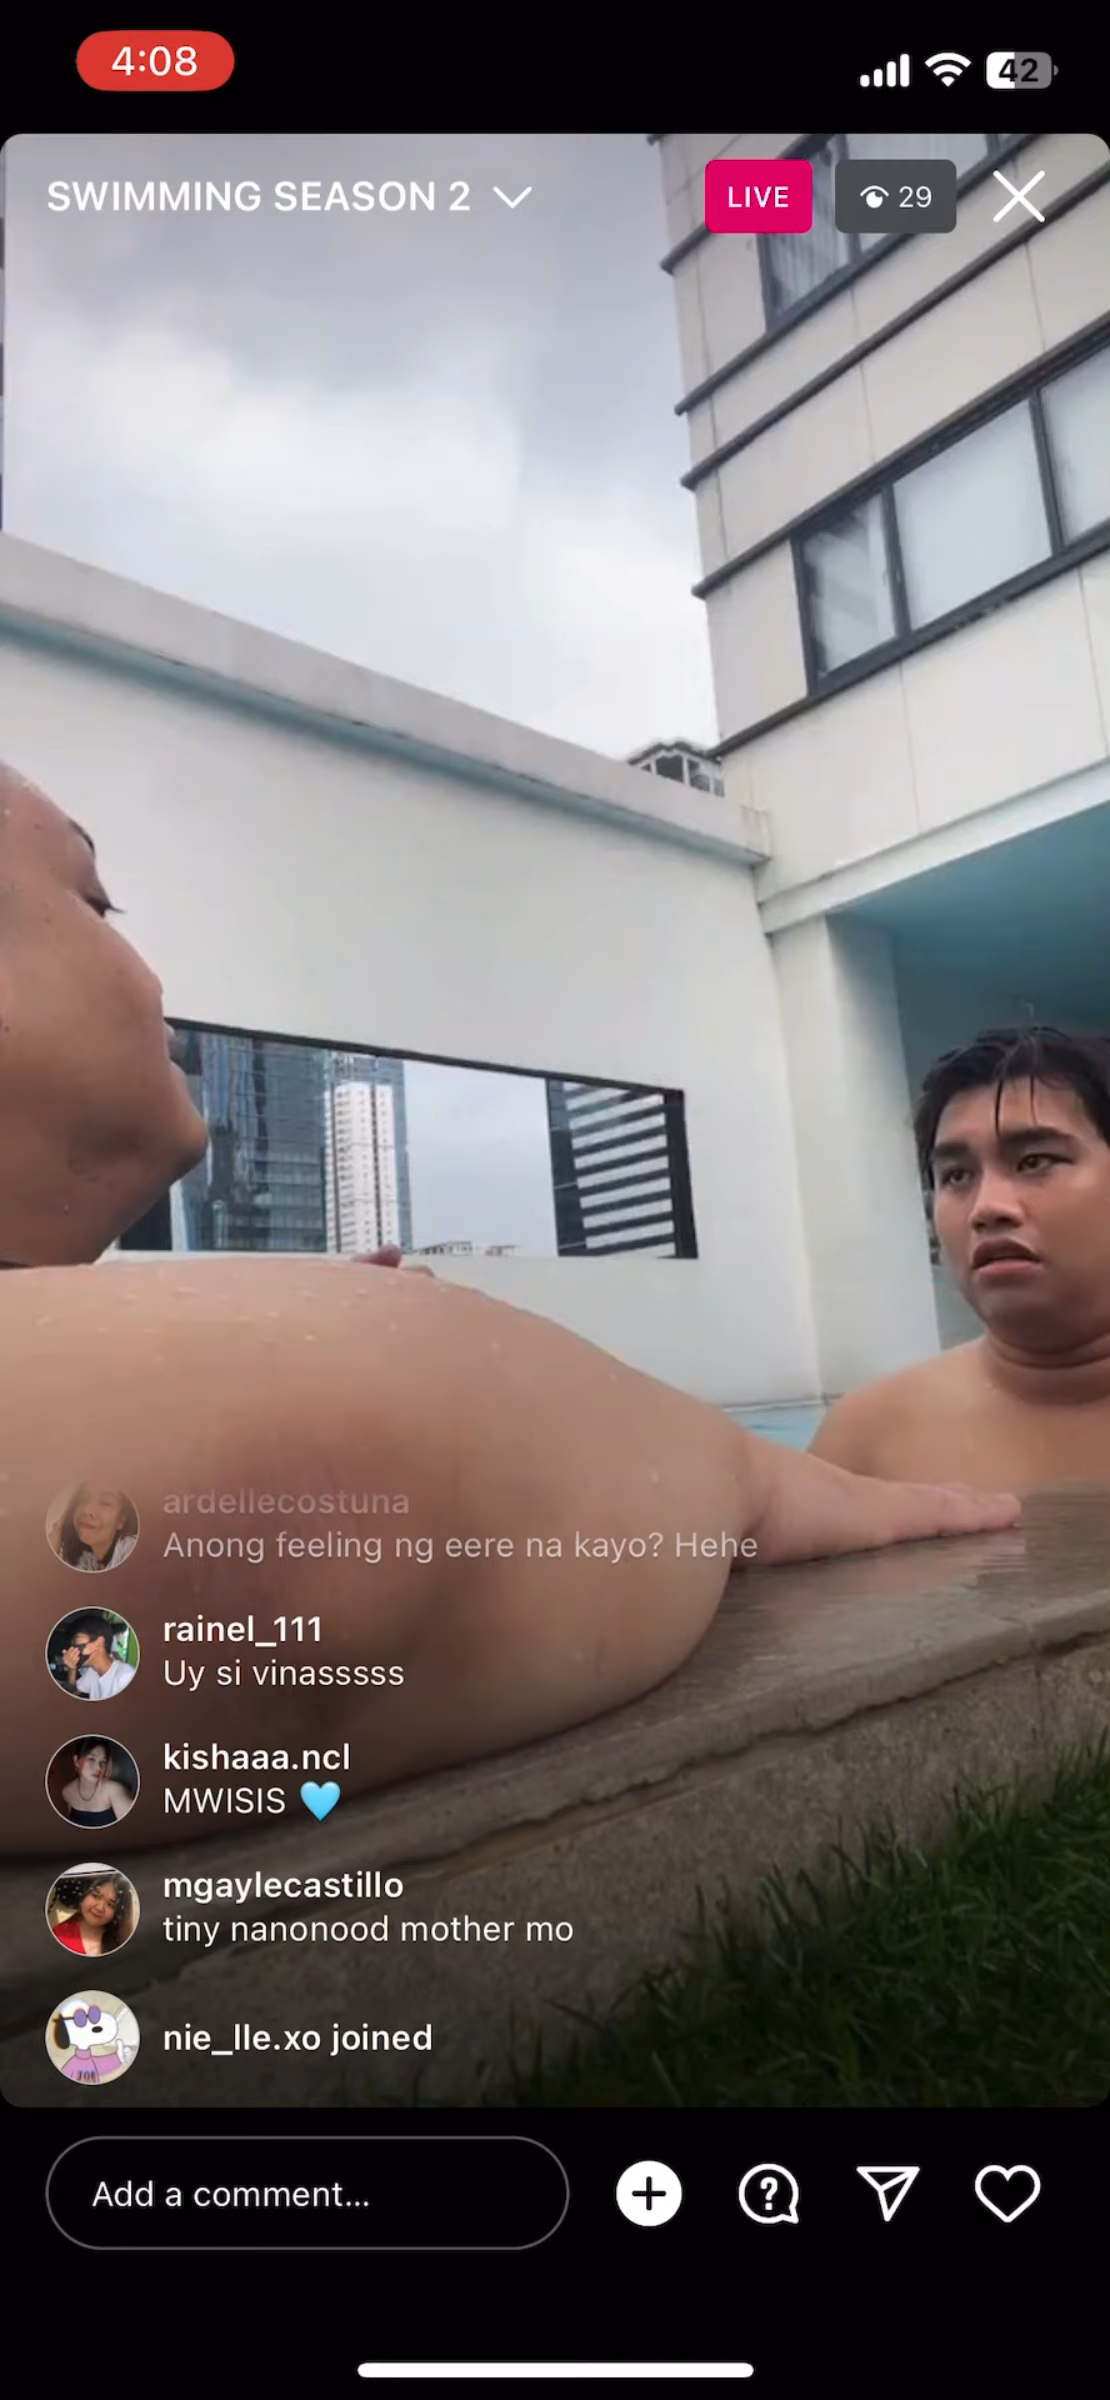 4:08
42
SWIMMING SEASON 2
LIVE
29
ardellecostuna
Anong feeling ng eere na kayo? Hehe
rainel_111
Uy si vinasssss
kishaaa.ncl
MWISIS 🩵
mgaylecastillo
tiny nanonood mother mo
nie_lle.xo joined
Add a comment...